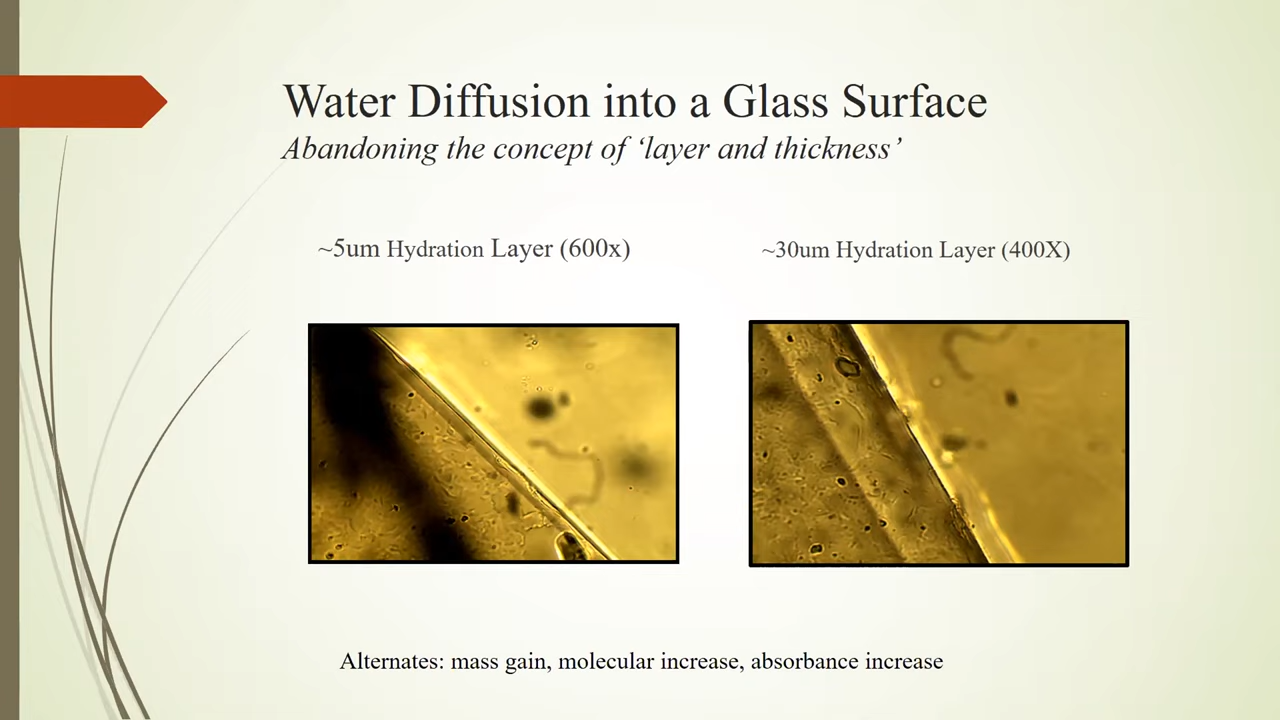 Water Diffusion into a Glass Surface
Abandoning the concept of ‘layer and thickness’
~5um Hydration Layer (600x)
~30um Hydration Layer (400X)
Alternates: mass gain, molecular increase, absorbance increase